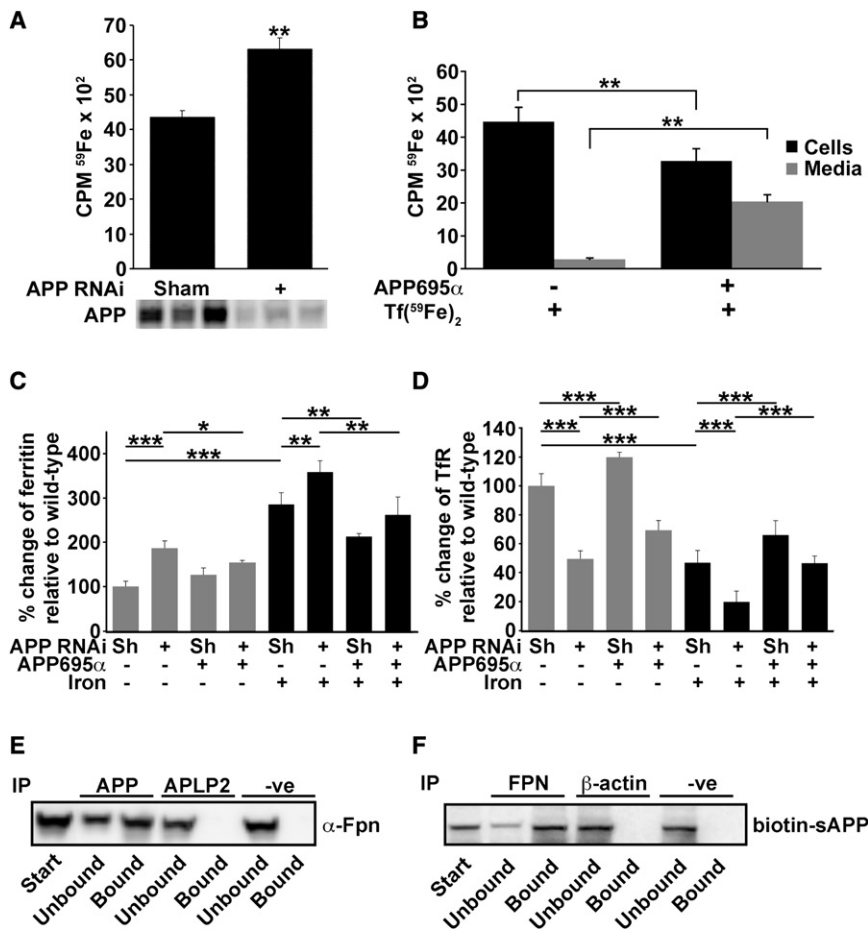 A
B
**
CPM ⁵⁹Fe x 10²
70
60
50
40
30
20
10
0
APP RNAi Sham +
APP
CPM ⁵⁹Fe x 10²
60
50
40
30
20
10
0
**
**
Cells
Media
APP695α - +
Tf(⁵⁹Fe)₂ + +
C
D
% change of ferritin
relative to wild-type
400
300
200
100
0
**
*
*** ** **
***
APP RNAi Sh + Sh + Sh + Sh +
APP695α - - + + - - + +
Iron - - - - + + + +
% change of TfR
relative to wild-type
140
120
100
80
60
40
20
0
*** ***
*** *** *** ***
***
APP RNAi Sh + Sh + Sh + Sh +
APP695α - - + + - - + +
Iron - - - - + + + +
E
IP APP APLP2 -ve
α-Fpn
Start Unbound Bound Unbound Bound Unbound Bound
F
IP FPN β-actin -ve
biotin-sAPP
Start Unbound Bound Unbound Bound Unbound Bound